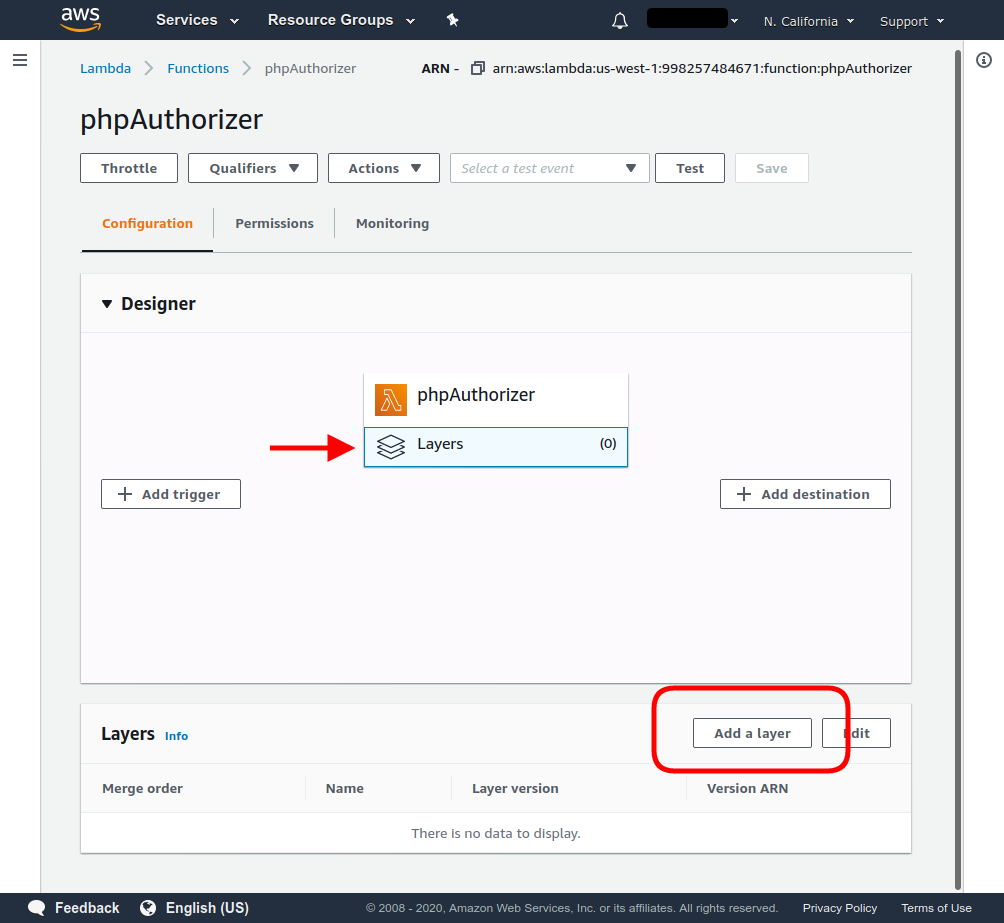 aws Services Resource Groups N. California Support
Lambda Functions phpAuthorizer ARN - arn:aws:lambda:us-west-1:998257484671:function:phpAuthorizer
phpAuthorizer
Throttle Qualifiers Actions Select a test event Test Save
Configuration Permissions Monitoring
Designer
phpAuthorizer
Layers (0)
Add trigger Add destination
Layers Info Add a layer Edit
Merge order Name Layer version Version ARN
There is no data to display.
Feedback English (US) © 2008 - 2020, Amazon Web Services, Inc. or its affiliates. All rights reserved. Privacy Policy Terms of Use